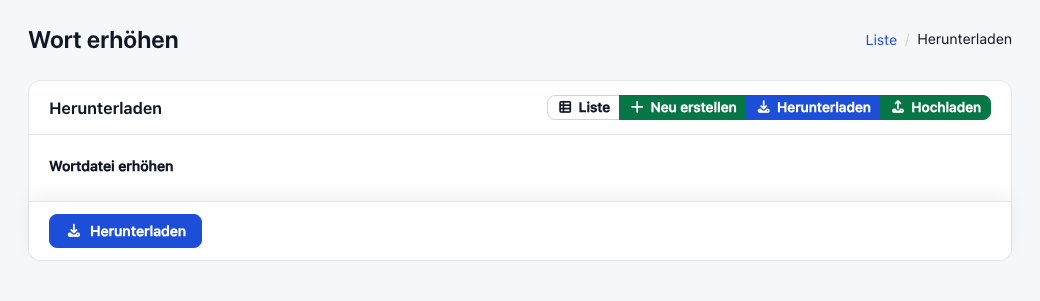 Wort erhöhen
Liste / Herunterladen
Herunterladen
Liste Neu erstellen Herunterladen Hochladen
Wortdatei erhöhen
Herunterladen